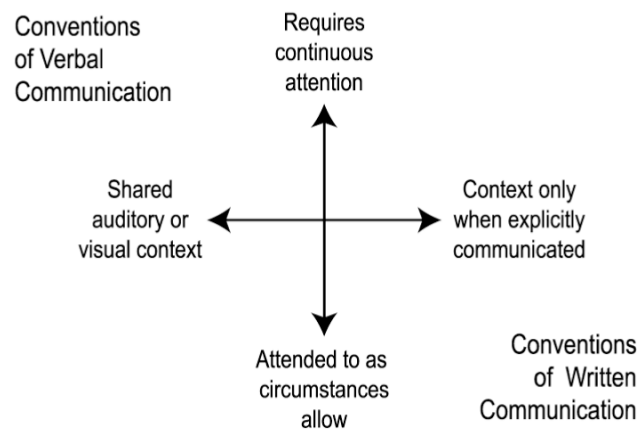 Conventions
of Verbal
Communication
Requires
continuous
attention
Shared
auditory or
visual context
Context only
when explicitly
communicated
Attended to as
circumstances
allow
Conventions
of Written
Communication